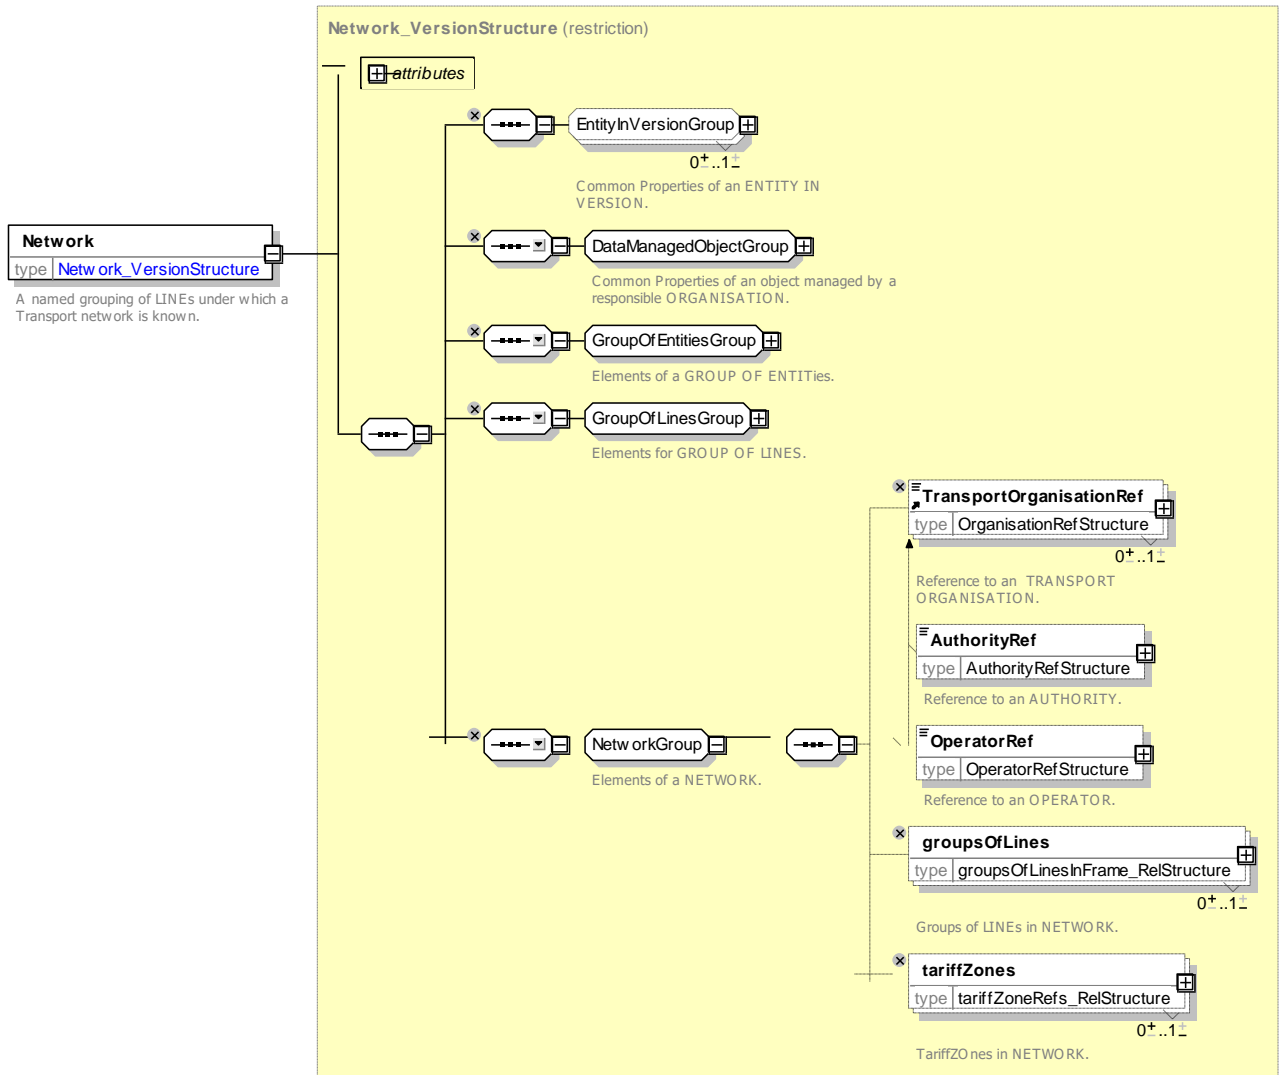 Network_VersionStructure (restriction)
attributes
EntityInVersionGroup
0..1
Common Properties of an ENTITY IN
VERSION.
DataManagedObjectGroup
Common Properties of an object managed by a
responsible ORGANISATION.
Network
type Network_VersionStructure
A named grouping of LINEs under which a
Transport network is known.
GroupOfEntitiesGroup
Elements of a GROUP OF ENTITies.
GroupOfLinesGroup
Elements for GROUP OF LINES.
TransportOrganisationRef
type OrganisationRefStructure
0..1
Reference to an TRANSPORT
ORGANISATION.
AuthorityRef
type AuthorityRefStructure
Reference to an AUTHORITY.
NetworkGroup
Elements of a NETWORK.
OperatorRef
type OperatorRefStructure
Reference to an OPERATOR.
groupsOfLines
type groupsOfLinesInFrame_RelStructure
0..1
Groups of LINEs in NETWORK.
tariffZones
type tariffZoneRefs_RelStructure
0..1
TariffZOnes in NETWORK.